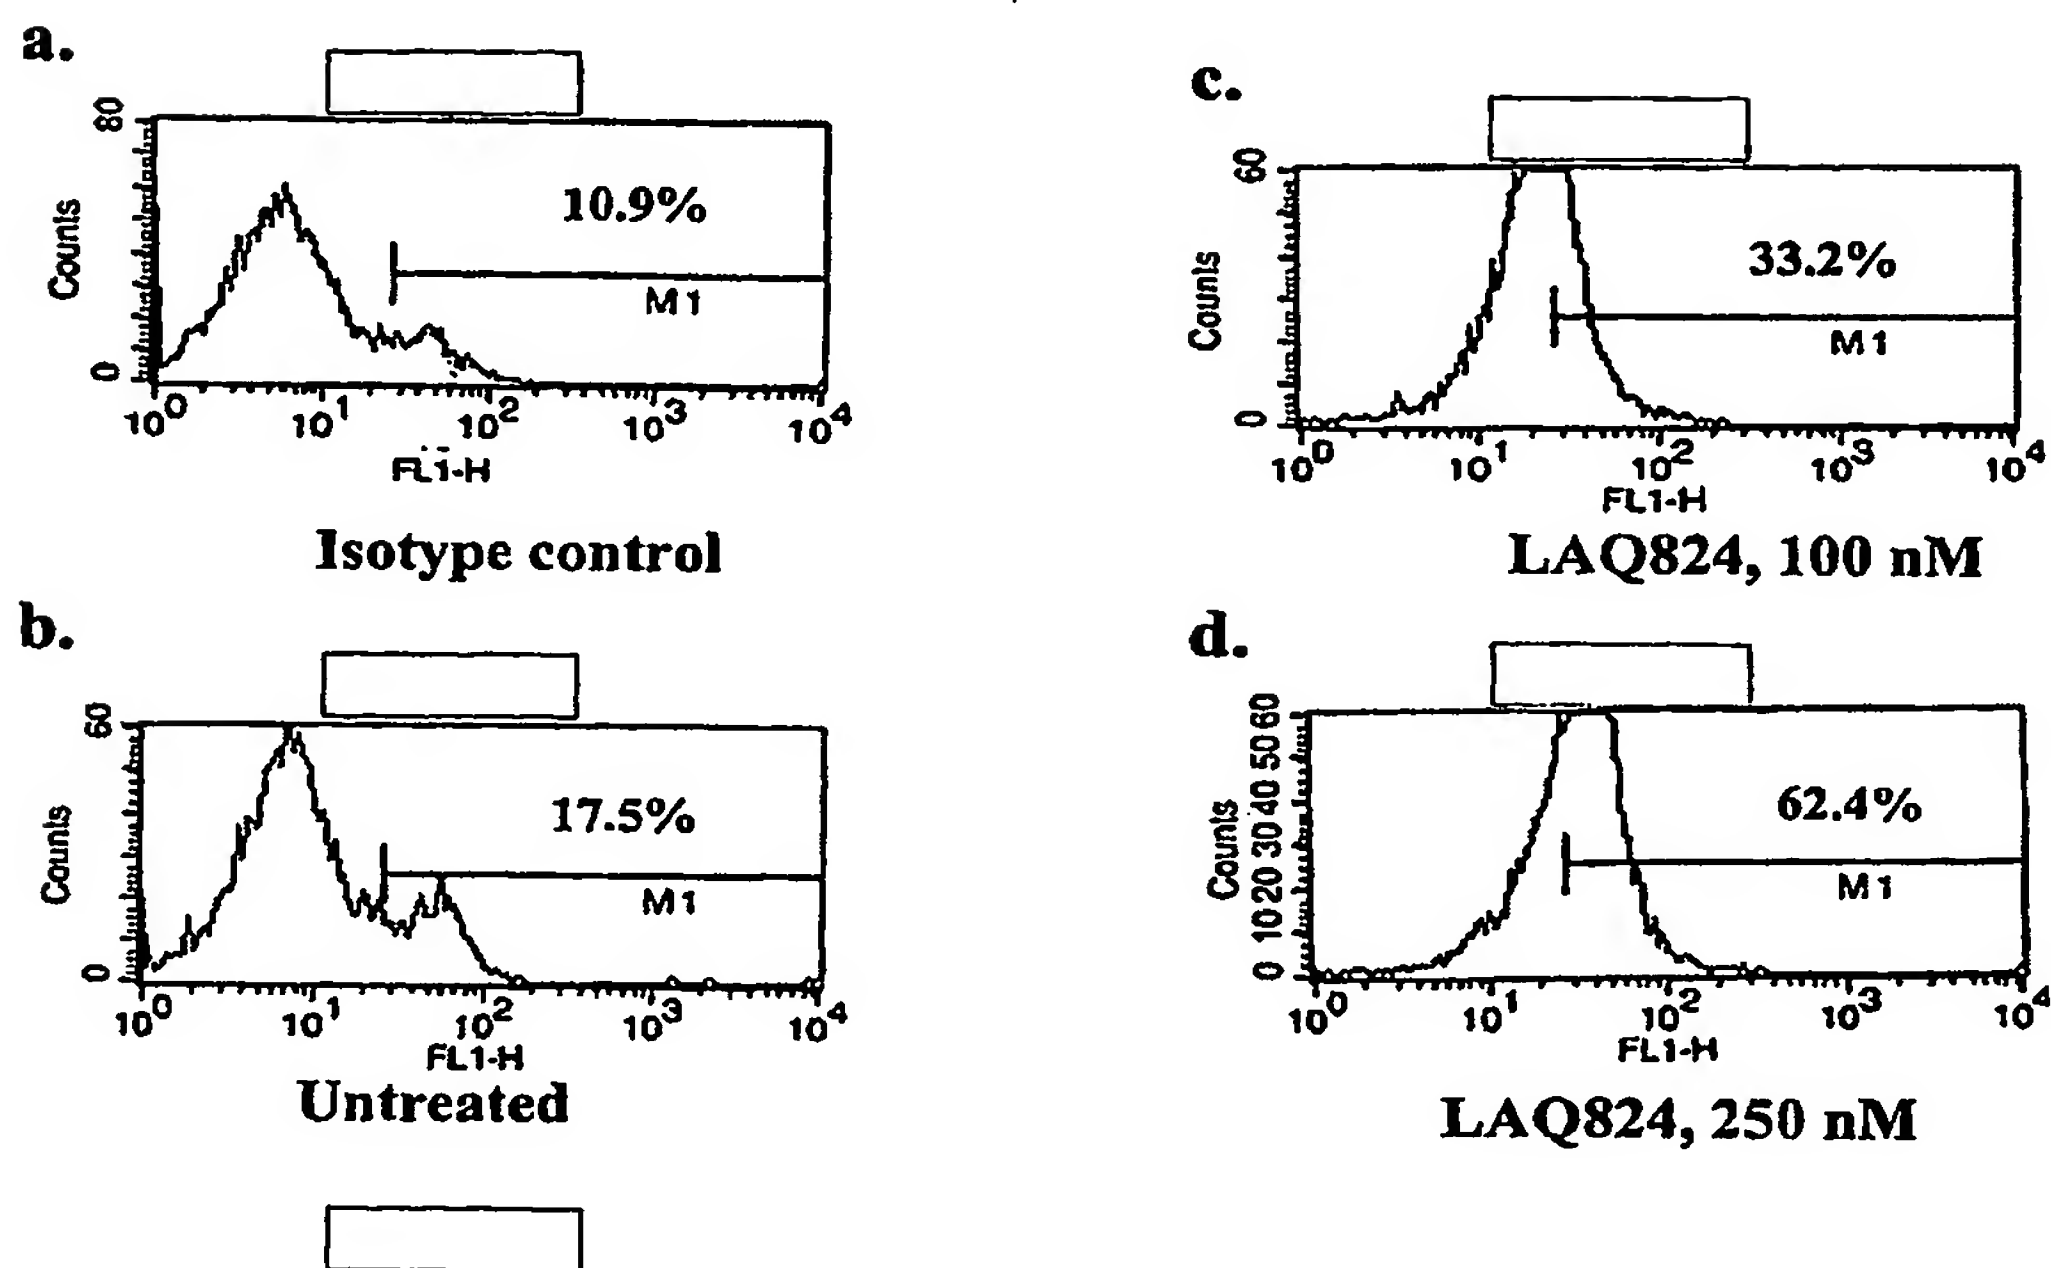 a.
80
Counts
0
10.9%
M1
10^0 10^1 10^2 10^3 10^4
FL1-H
Isotype control
b.
60
Counts
0
17.5%
M1
10^0 10^1 10^2 10^3 10^4
FL1-H
Untreated
c.
60
Counts
0
33.2%
M1
10^0 10^1 10^2 10^3 10^4
FL1-H
LAQ824, 100 nM
d.
0 10 20 30 40 50 60
Counts
62.4%
M1
10^0 10^1 10^2 10^3 10^4
FL1-H
LAQ824, 250 nM